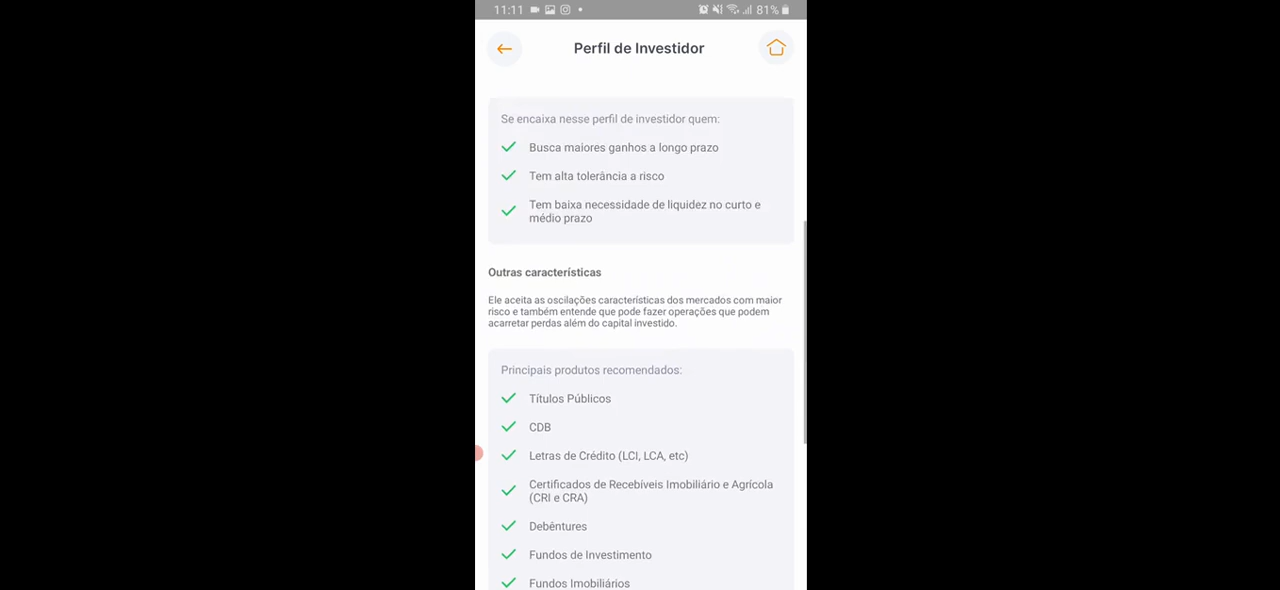 11:11
81%
Perfil de Investidor
Se encaixa nesse perfil de investidor quem:
Busca maiores ganhos a longo prazo
Tem alta tolerância a risco
Tem baixa necessidade de liquidez no curto e
médio prazo
Outras características
Ele aceita as oscilações características dos mercados com maior
risco e também entende que pode fazer operações que podem
acarretar perdas além do capital investido.
Principais produtos recomendados:
Títulos Públicos
CDB
Letras de Crédito (LCI, LCA, etc)
Certificados de Recebíveis Imobiliário e Agrícola
(CRI e CRA)
Debêntures
Fundos de Investimento
Fundos Imobiliários